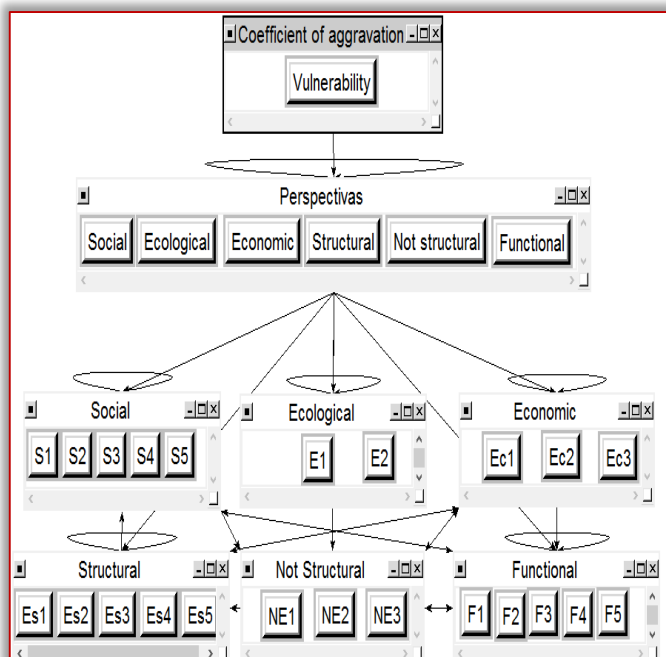 Coefficient of aggravation
Vulnerability
Perspectivas
Social Ecological Economic Structural Not structural Functional
Social
S1 S2 S3 S4 S5
Ecological
E1 E2
Economic
Ec1 Ec2 Ec3
Structural
Es1 Es2 Es3 Es4 Es5
Not Structural
NE1 NE2 NE3
Functional
F1 F2 F3 F4 F5